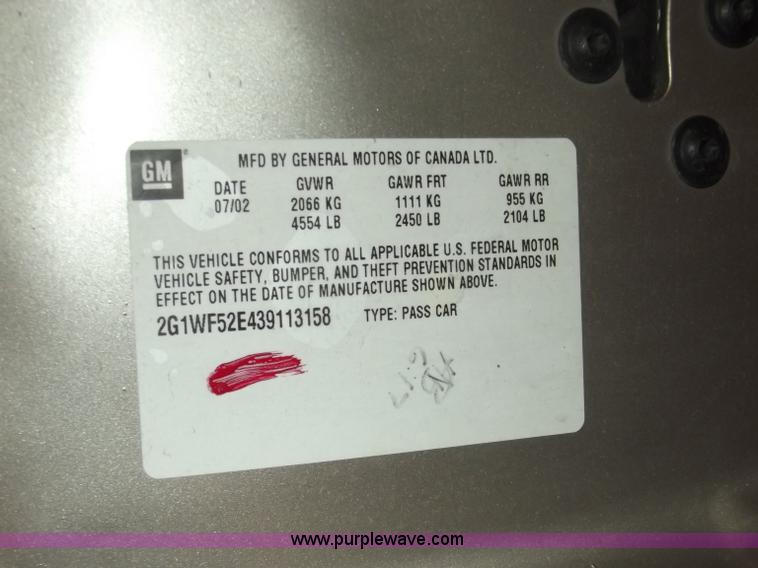 GM
MFD BY GENERAL MOTORS OF CANADA LTD.
DATE GVWR GAWR FRT GAWR RR
07/02 2066 KG 1111 KG 955 KG
4554 LB 2450 LB 2104 LB
THIS VEHICLE CONFORMS TO ALL APPLICABLE U.S. FEDERAL MOTOR
VEHICLE SAFETY, BUMPER, AND THEFT PREVENTION STANDARDS IN
EFFECT ON THE DATE OF MANUFACTURE SHOWN ABOVE.
2G1WF52E439113158 TYPE: PASS CAR
www.purplewave.com